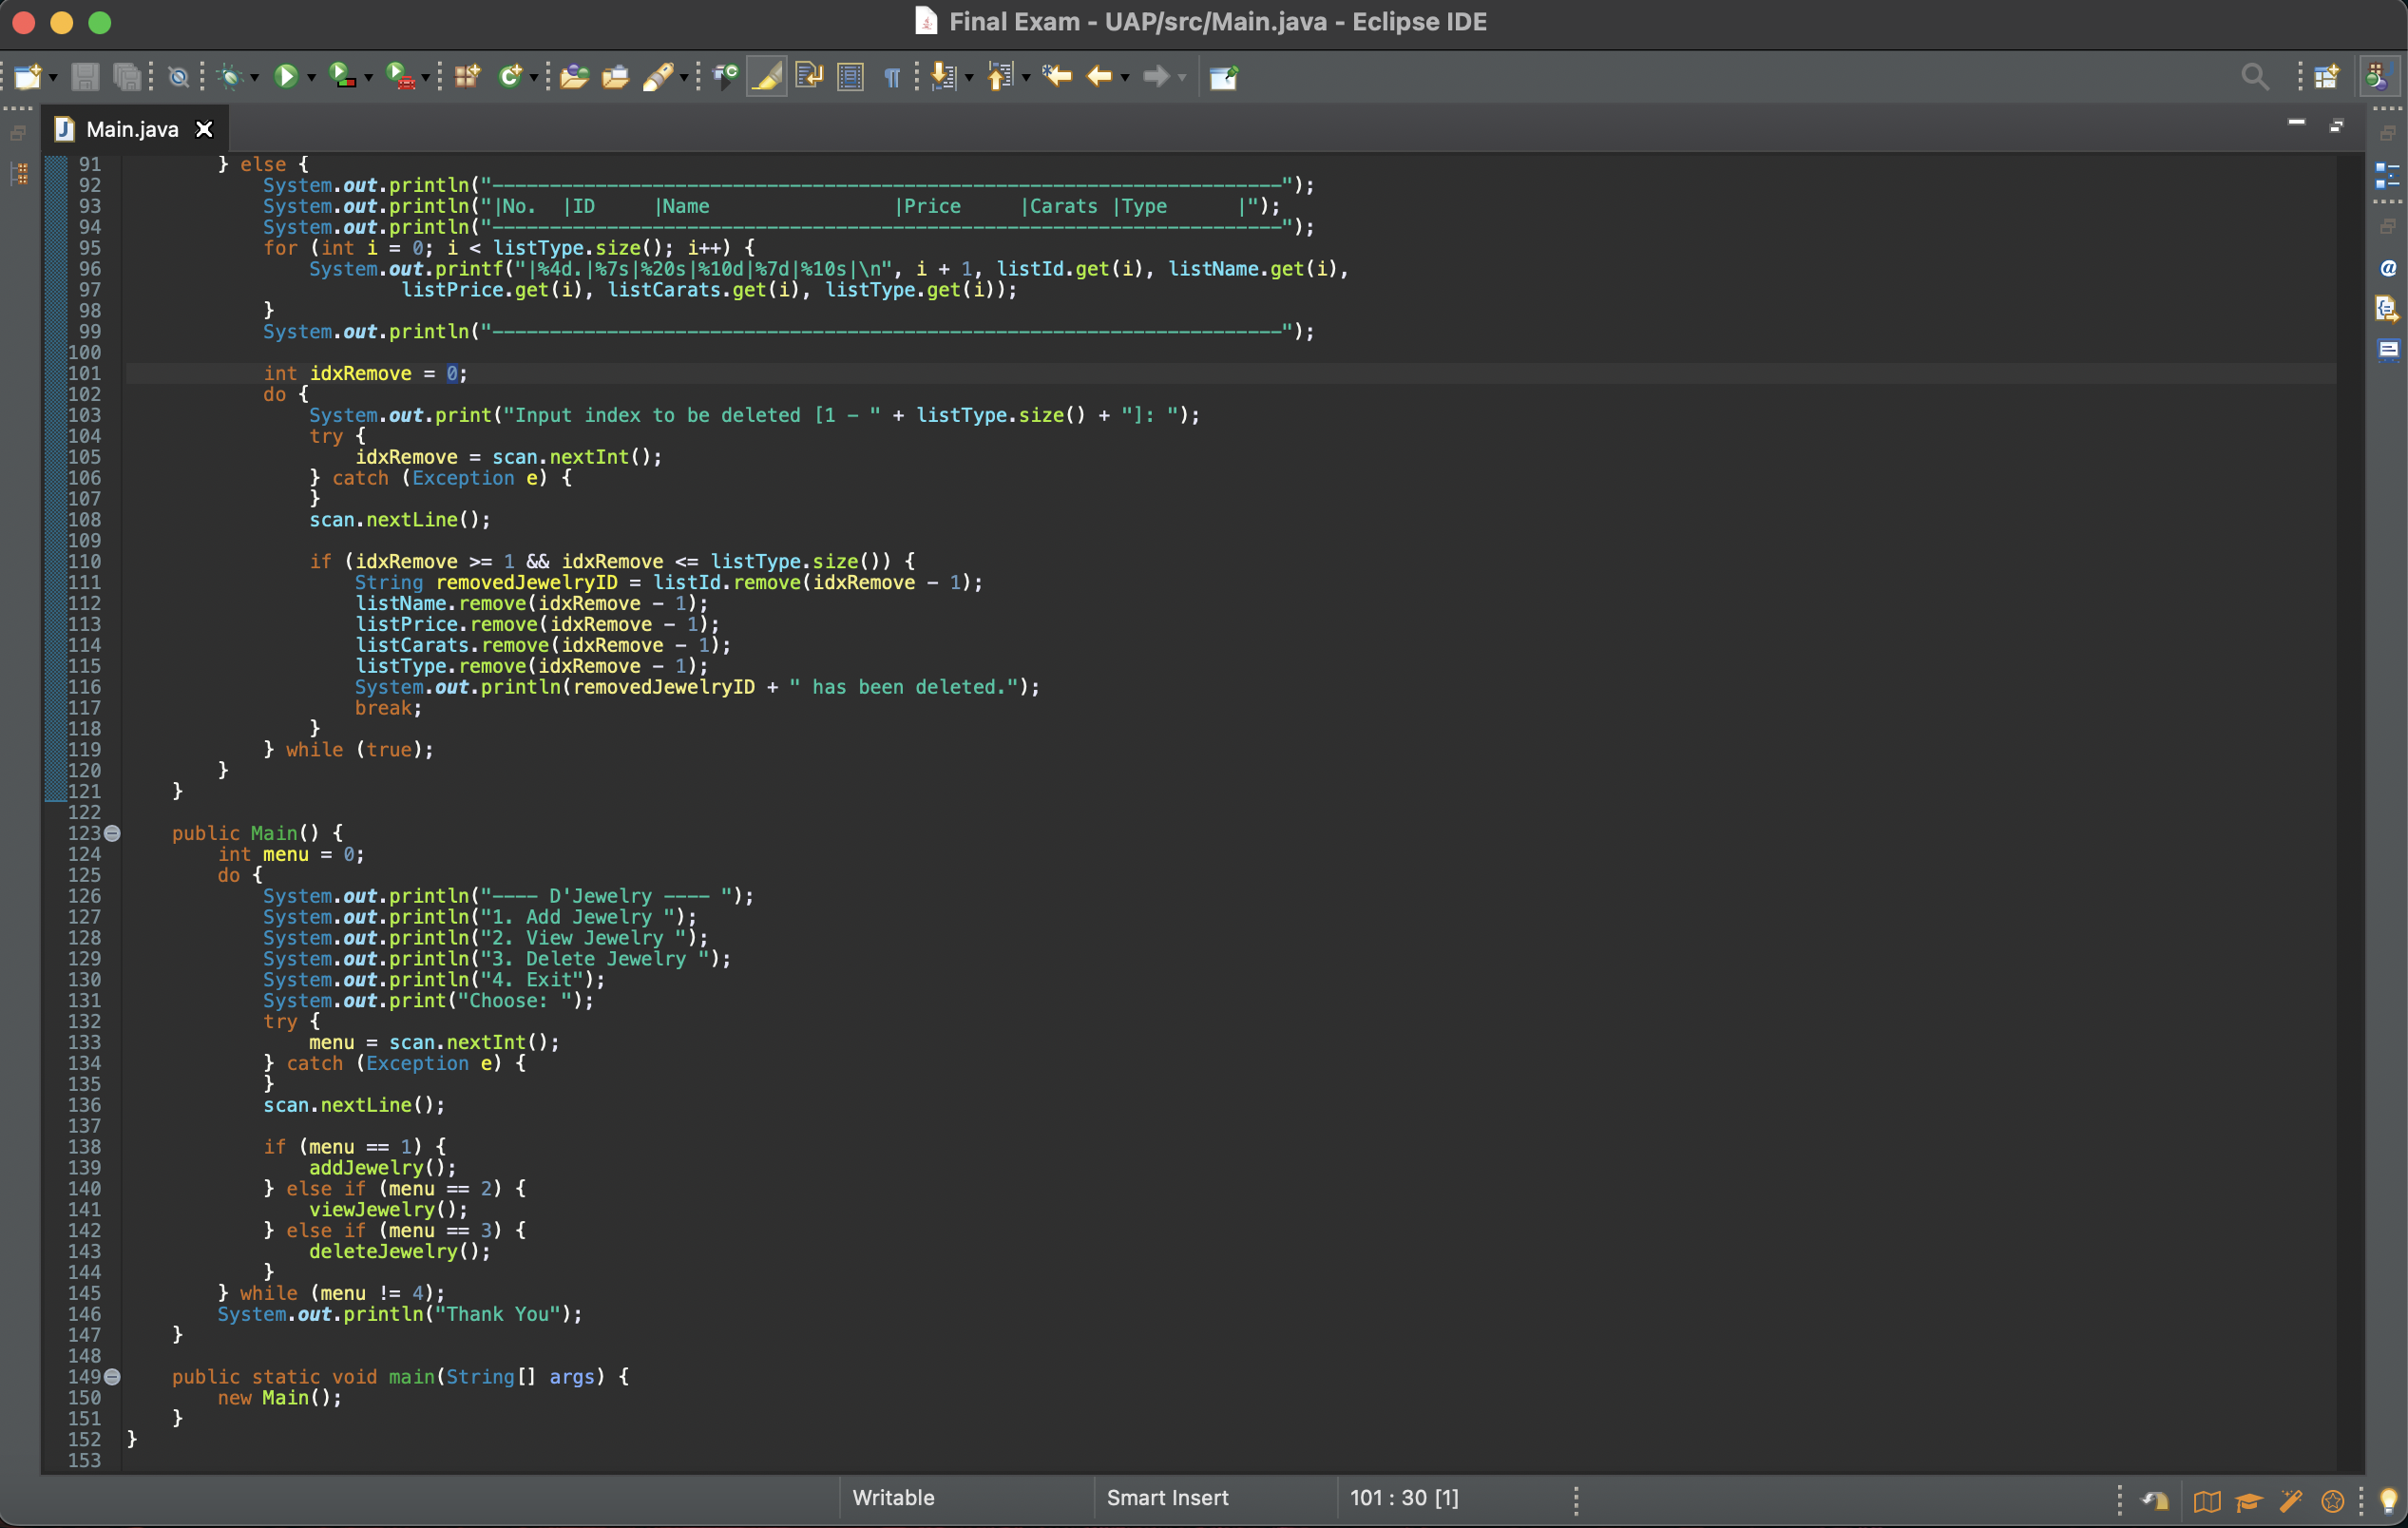 Final Exam - UAP/src/Main.java - Eclipse IDE
Main.java
91 } else {
92 System.out.println("---------------------------------------------------------------------");
93 System.out.println("|No.  |ID     |Name                |Price     |Carats |Type      |");
94 System.out.println("---------------------------------------------------------------------");
95 for (int i = 0; i < listType.size(); i++) {
96 System.out.printf("|%4d.|%7s|%20s|%10d|%7d|%10s|\n", i + 1, listId.get(i), listName.get(i),
97 listPrice.get(i), listCarats.get(i), listType.get(i));
98 }
99 System.out.println("---------------------------------------------------------------------");
100
101 int idxRemove = 0;
102 do {
103 System.out.print("Input index to be deleted [1 - " + listType.size() + "]: ");
104 try {
105 idxRemove = scan.nextInt();
106 } catch (Exception e) {
107 }
108 scan.nextLine();
109
110 if (idxRemove >= 1 && idxRemove <= listType.size()) {
111 String removedJewelryID = listId.remove(idxRemove - 1);
112 listName.remove(idxRemove - 1);
113 listPrice.remove(idxRemove - 1);
114 listCarats.remove(idxRemove - 1);
115 listType.remove(idxRemove - 1);
116 System.out.println(removedJewelryID + " has been deleted.");
117 break;
118 }
119 } while (true);
120 }
121 }
122
123 public Main() {
124 int menu = 0;
125 do {
126 System.out.println("---- D'Jewelry ---- ");
127 System.out.println("1. Add Jewelry ");
128 System.out.println("2. View Jewelry ");
129 System.out.println("3. Delete Jewelry ");
130 System.out.println("4. Exit");
131 System.out.print("Choose: ");
132 try {
133 menu = scan.nextInt();
134 } catch (Exception e) {
135 }
136 scan.nextLine();
137
138 if (menu == 1) {
139 addJewelry();
140 } else if (menu == 2) {
141 viewJewelry();
142 } else if (menu == 3) {
143 deleteJewelry();
144 }
145 } while (menu != 4);
146 System.out.println("Thank You");
147 }
148
149 public static void main(String[] args) {
150 new Main();
151 }
152 }
153
Writable Smart Insert 101 : 30 [1]